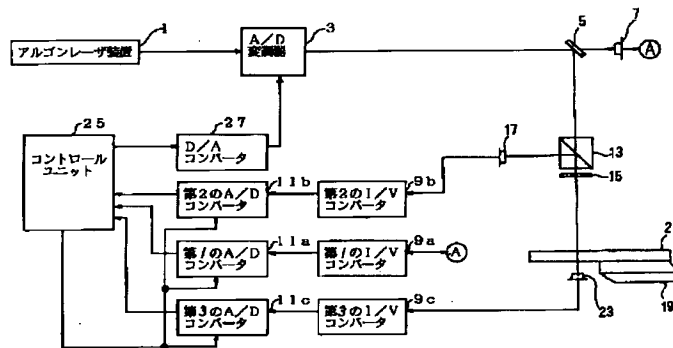 1
アルゴンレーザ装置
3
A/D
変調器
5
7
A
25
コントロール
ユニット
27
D/A
コンバータ
17
13
15
11b
第2のA/D
コンバータ
9b
第2のI/V
コンバータ
11a
第1のA/D
コンバータ
9a
第1のI/V
コンバータ
A
2
19
23
11c
第3のA/D
コンバータ
9c
第3のI/V
コンバータ